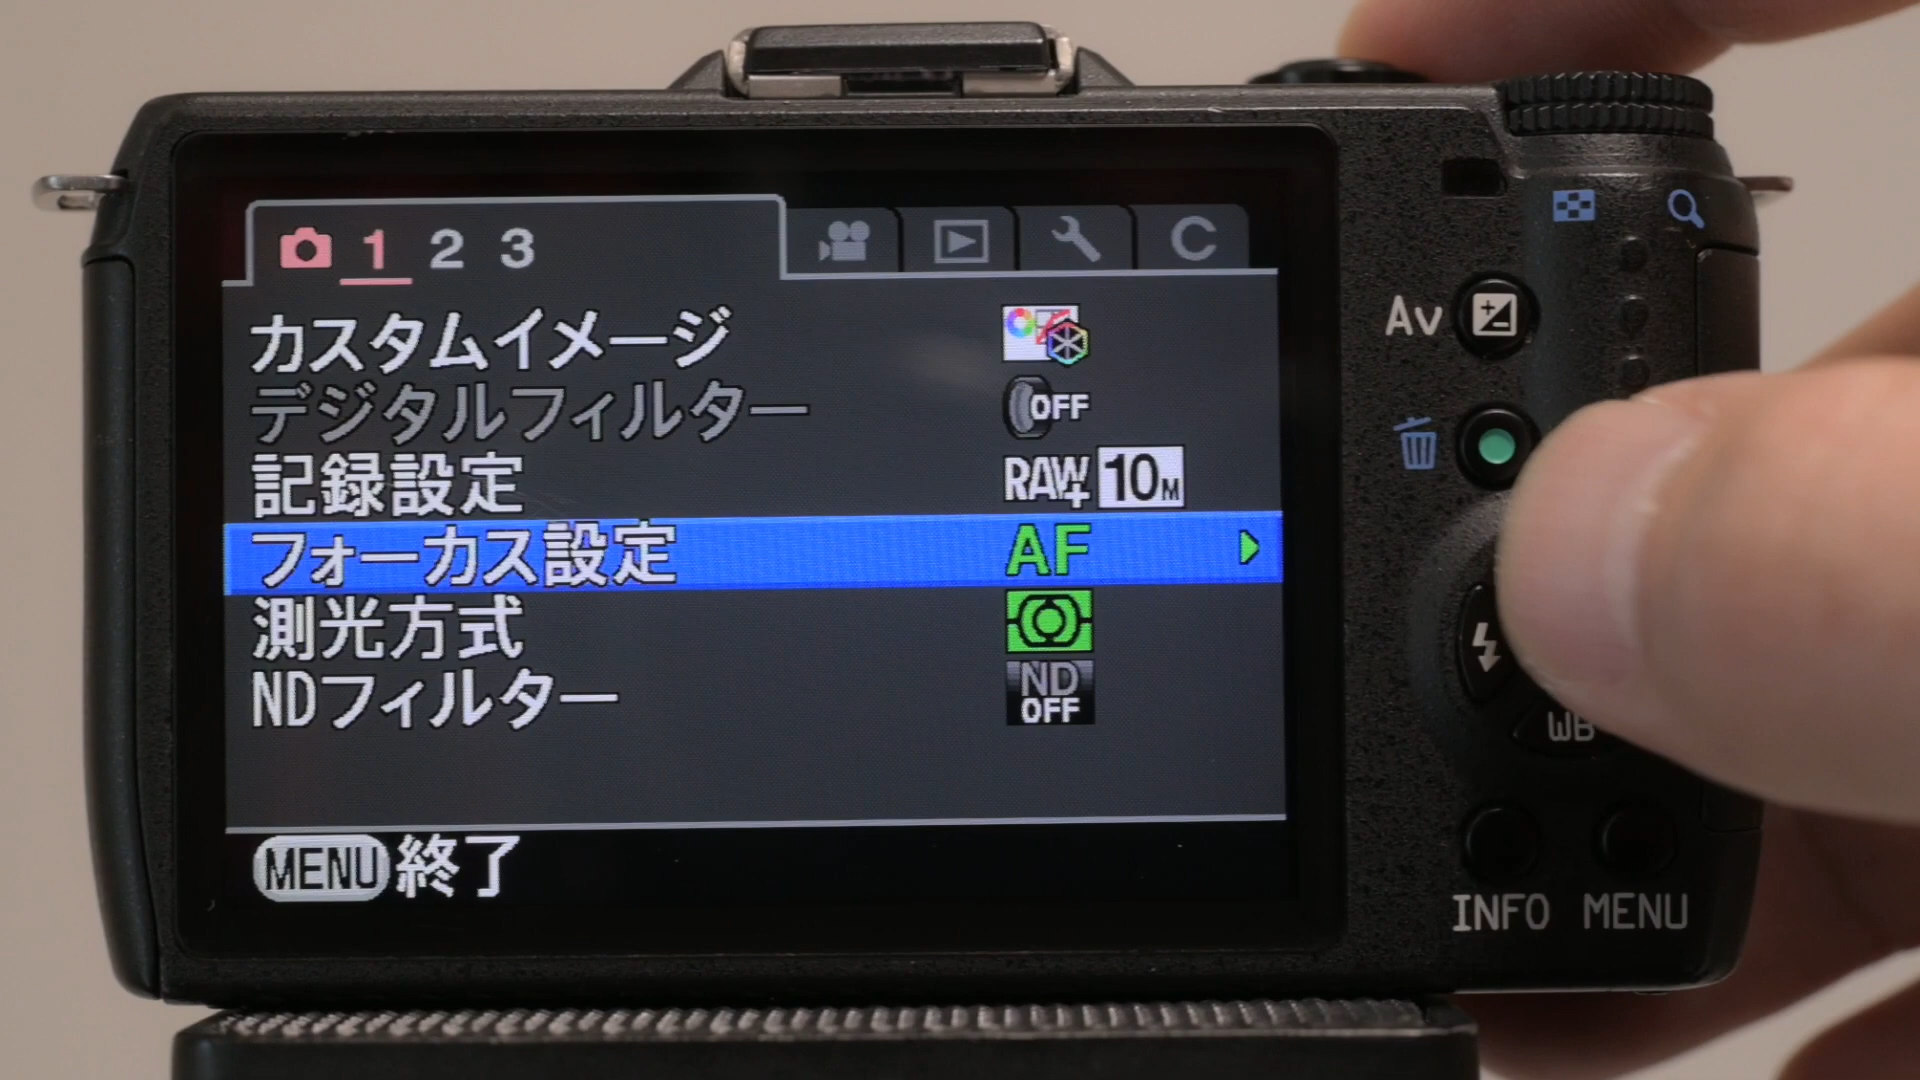 1 2 3 C
カスタムイメージ
デジタルフィルター OFF
記録設定 RAW+ 10M
フォーカス設定 AF
測光方式
NDフィルター ND OFF
MENU 終了
Av
WB
INFO MENU